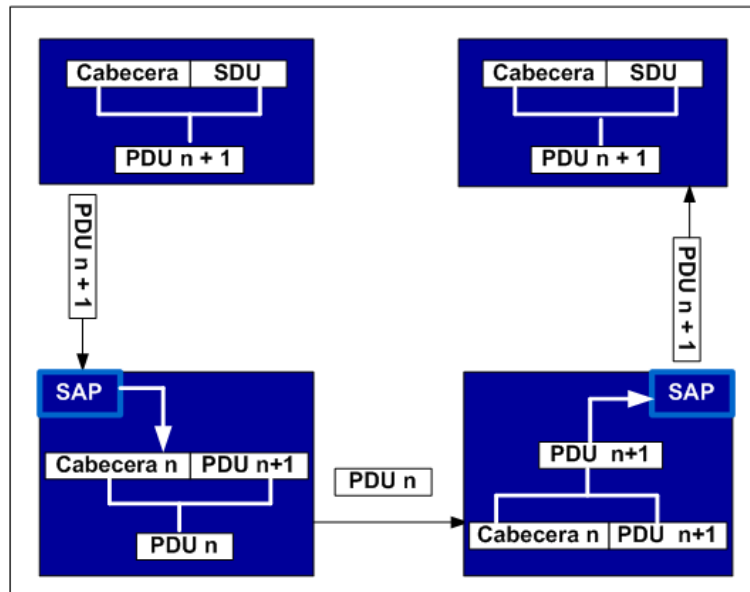 Cabecera SDU
PDU n + 1
Cabecera SDU
PDU n + 1
PDU n + 1
PDU n + 1
SAP
Cabecera n PDU n+1
PDU n
PDU n
SAP
PDU n+1
Cabecera n PDU n+1